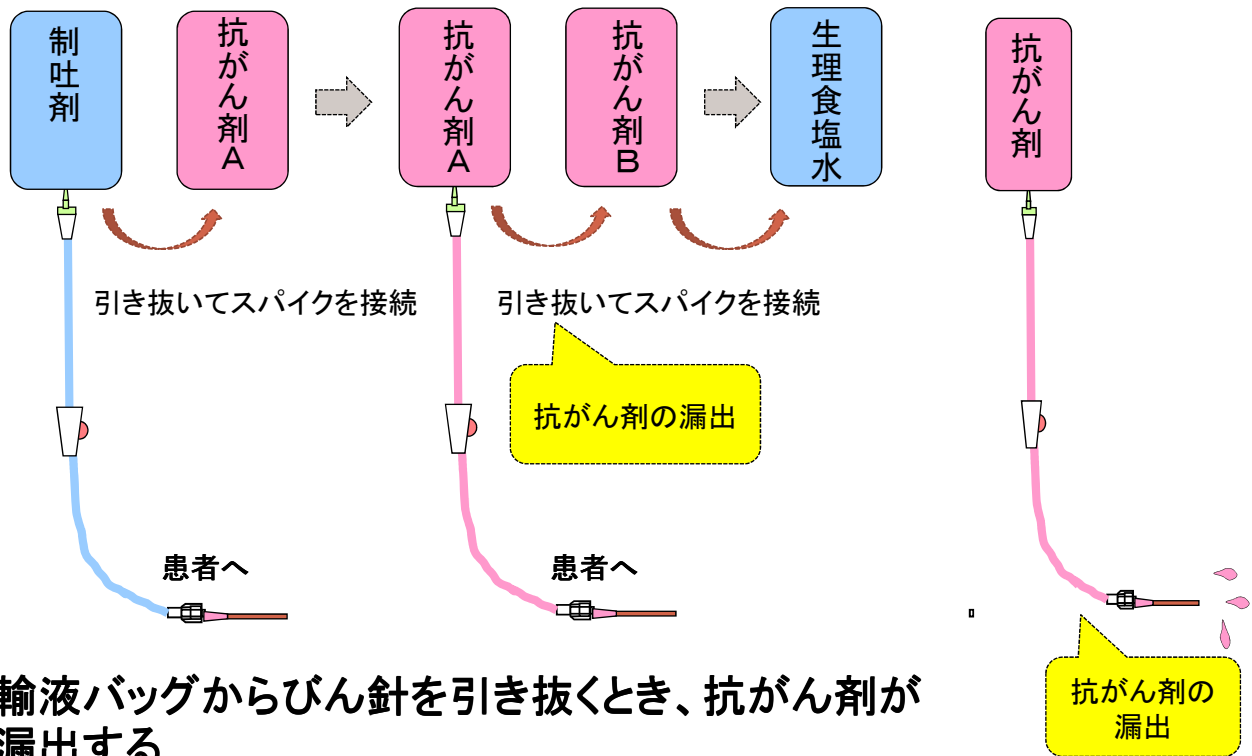 制吐剤
抗がん剤A
抗がん剤A
抗がん剤B
生理食塩水
抗がん剤
引き抜いてスパイクを接続
引き抜いてスパイクを接続
抗がん剤の漏出
患者へ
患者へ
抗がん剤の
漏出
輸液バッグからびん針を引き抜くとき、抗がん剤が
漏出する